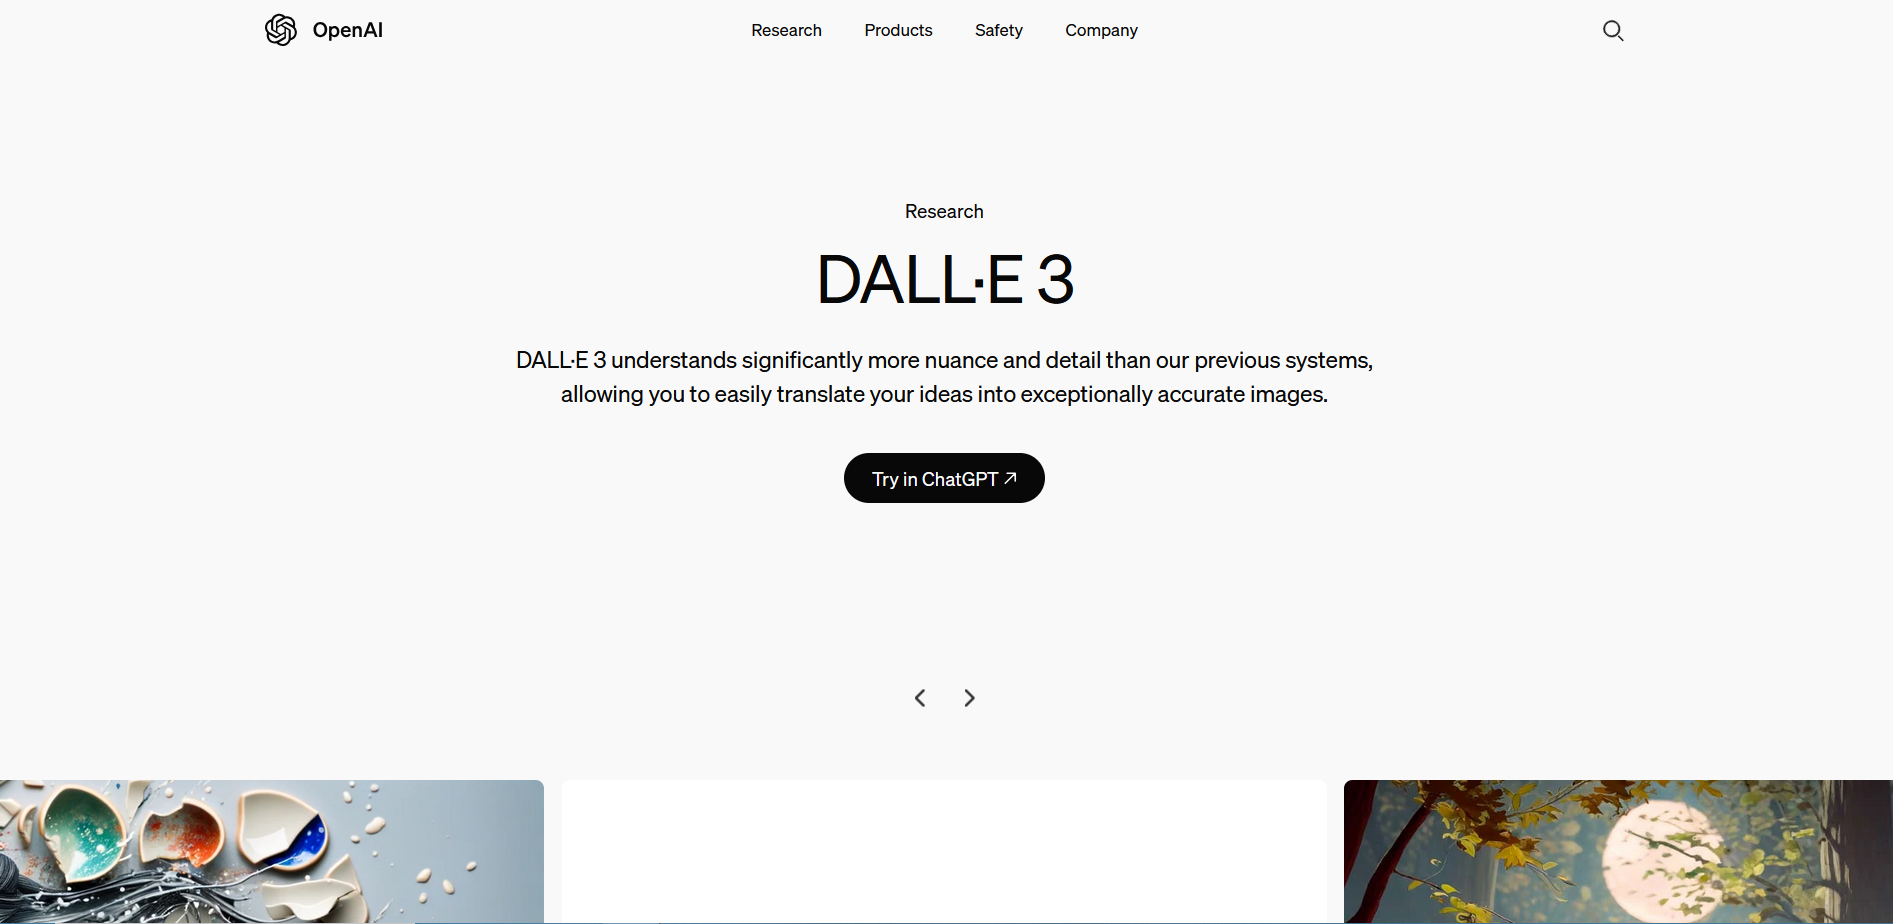 OpenAI
Research
Products
Safety
Company
Research
DALL·E 3
DALL·E 3 understands significantly more nuance and detail than our previous systems,
allowing you to easily translate your ideas into exceptionally accurate images.
Try in ChatGPT ↗